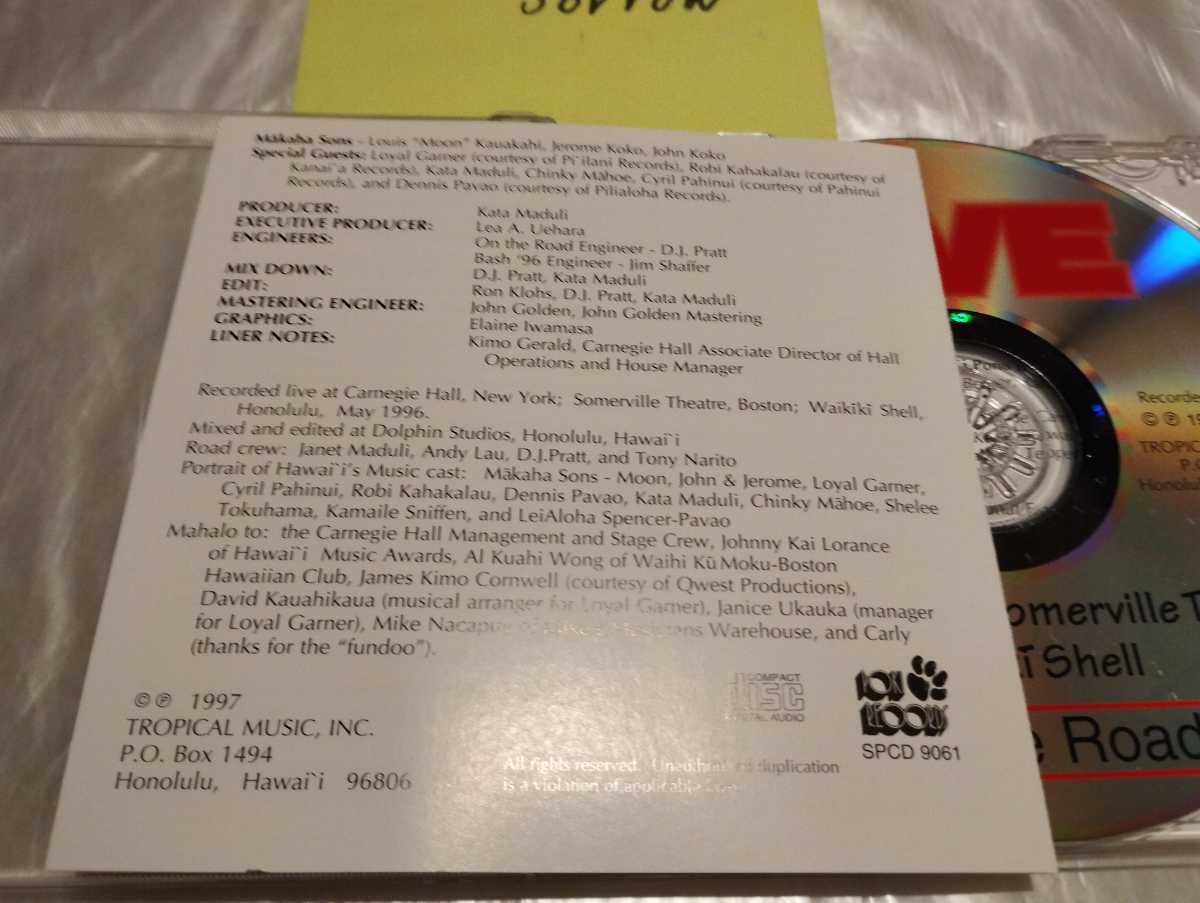 Sorrow
Mākaha Sons - Louis "Moon" Kauakahi, Jerome Koko, John Koko
Special Guests: Loyal Garner (courtesy of Pi`ilani Records), Robi Kahakalau (courtesy of
Kanai`a Records), Kata Maduli, Chinky Māhoe, Cyril Pahinui (courtesy of Pahinui
Records), and Dennis Pavao (courtesy of Pilialoha Records).
PRODUCER: Kata Maduli
EXECUTIVE PRODUCER: Lea A. Uehara
ENGINEERS: On the Road Engineer - D.J. Pratt
Bash '96 Engineer - Jim Shaffer
MIX DOWN: D.J. Pratt, Kata Maduli
EDIT: Ron Klohs, D.J. Pratt, Kata Maduli
MASTERING ENGINEER: John Golden, John Golden Mastering
GRAPHICS: Elaine Iwamasa
LINER NOTES: Kimo Gerald, Carnegie Hall Associate Director of Hall
Operations and House Manager
Recorded live at Carnegie Hall, New York; Somerville Theatre, Boston; Waikīkī Shell,
Honolulu, May 1996.
Mixed and edited at Dolphin Studios, Honolulu, Hawai`i
Road crew: Janet Maduli, Andy Lau, D.J.Pratt, and Tony Narito
Portrait of Hawai`i's Music cast: Mākaha Sons - Moon, John & Jerome, Loyal Garner,
Cyril Pahinui, Robi Kahakalau, Dennis Pavao, Kata Maduli, Chinky Māhoe, Shelee
Tokuhama, Kamaile Sniffen, and LeiAloha Spencer-Pavao
Mahalo to: the Carnegie Hall Management and Stage Crew, Johnny Kai Lorance
of Hawai`i Music Awards, Al Kuahi Wong of Waihi Kū Moku-Boston
Hawaiian Club, James Kimo Cornwell (courtesy of Qwest Productions),
David Kauahikaua (musical arranger for Loyal Garner), Janice Ukauka (manager
for Loyal Garner), Mike Warehouse, and Carly
(thanks for the "fundoo").
©℗ 1997
TROPICAL MUSIC, INC.
P.O. Box 1494
Honolulu, Hawai`i 96806
COMPACT
DISC
DIGITAL AUDIO
POKI
RECORDS
SPCD 9061
All rights reserved. Unauthorized duplication
is a violation of applicable
VE
Recorde
©℗ 19
TROPIC
P.O
Honolul
omerville T
kī Shell
e Road